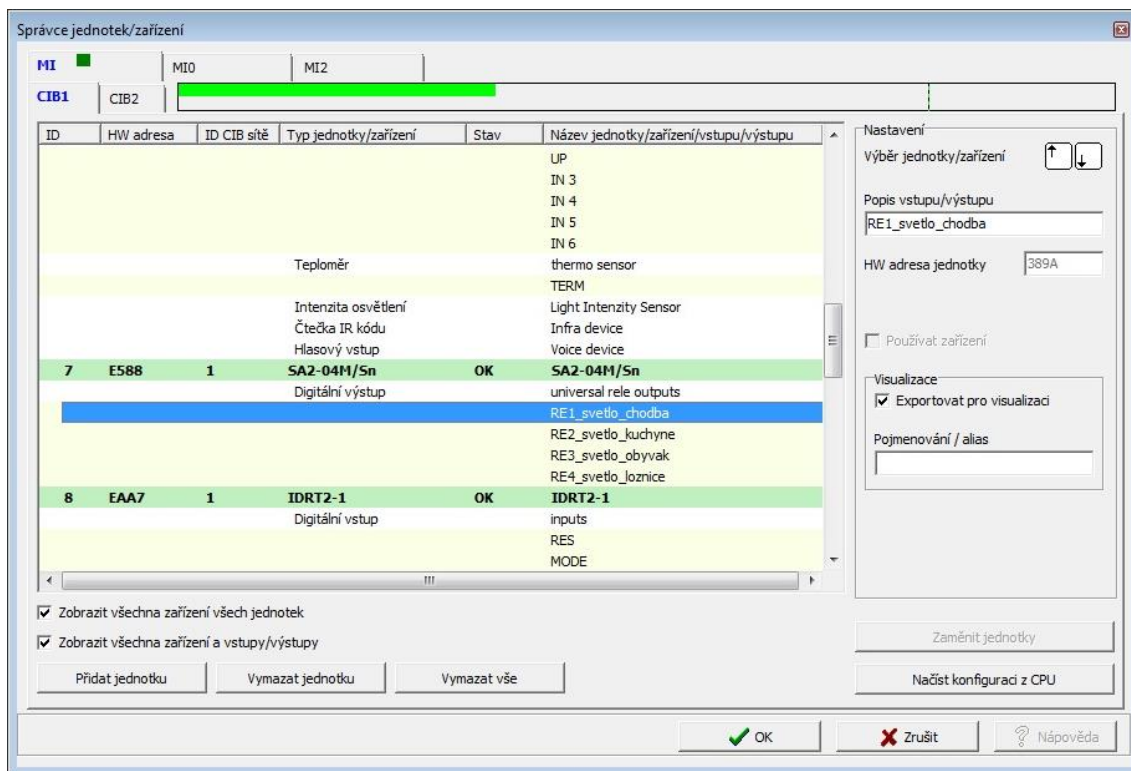 Správce jednotek/zařízení
MI MI0 MI2
CIB1 CIB2
ID HW adresa ID CIB sítě Typ jednotky/zařízení Stav Název jednotky/zařízení/vstupu/výstupu
UP
IN 3
IN 4
IN 5
IN 6
Teploměr thermo sensor
TERM
Intenzita osvětlení Light Intenzity Sensor
Čtečka IR kódu Infra device
Hlasový vstup Voice device
7 E588 1 SA2-04M/Sn OK SA2-04M/Sn
Digitální výstup universal rele outputs
RE1_svetlo_chodba
RE2_svetlo_kuchyne
RE3_svetlo_obyvak
RE4_svetlo_loznice
8 EAA7 1 IDRT2-1 OK IDRT2-1
Digitální vstup inputs
RES
MODE
Zobrazit všechna zařízení všech jednotek
Zobrazit všechna zařízení a vstupy/výstupy
Přidat jednotku Vymazat jednotku Vymazat vše
Nastavení
Výběr jednotky/zařízení
Popis vstupu/výstupu
RE1_svetlo_chodba
HW adresa jednotky 389A
Používat zařízení
Visualizace
Exportovat pro visualizaci
Pojmenování / alias
Zaměnit jednotky
Načíst konfiguraci z CPU
OK Zrušit Nápověda